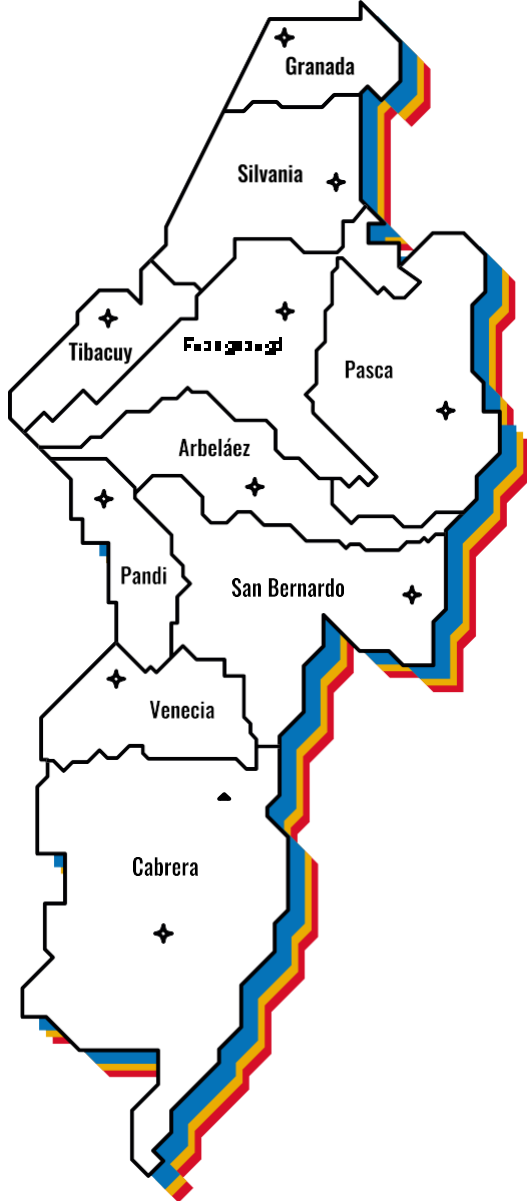 Granada
Silvania
Tibacuy
Pasca
Arbeláez
Pandi
San Bernardo
Venecia
Cabrera